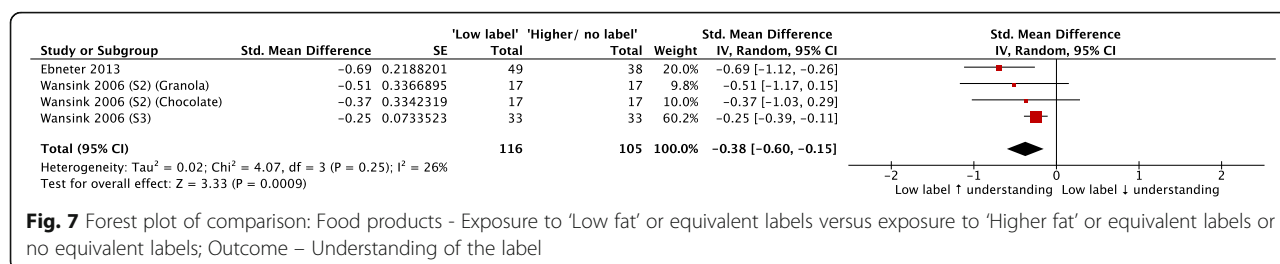 'Low label' 'Higher/ no label' Std. Mean Difference Std. Mean Difference
Study or Subgroup Std. Mean Difference SE Total Total Weight IV, Random, 95% CI IV, Random, 95% CI
Ebneter 2013 -0.69 0.2188201 49 38 20.0% -0.69 [-1.12, -0.26]
Wansink 2006 (S2) (Granola) -0.51 0.3366895 17 17 9.8% -0.51 [-1.17, 0.15]
Wansink 2006 (S2) (Chocolate) -0.37 0.3342319 17 17 10.0% -0.37 [-1.03, 0.29]
Wansink 2006 (S3) -0.25 0.0733523 33 33 60.2% -0.25 [-0.39, -0.11]
Total (95% CI) 116 105 100.0% -0.38 [-0.60, -0.15]
Heterogeneity: Tau² = 0.02; Chi² = 4.07, df = 3 (P = 0.25); I² = 26%
Test for overall effect: Z = 3.33 (P = 0.0009)
-2 -1 0 1 2
Low label ↑ understanding Low label ↓ understanding
Fig. 7 Forest plot of comparison: Food products - Exposure to ‘Low fat’ or equivalent labels versus exposure to ‘Higher fat’ or equivalent labels or
no equivalent labels; Outcome – Understanding of the label